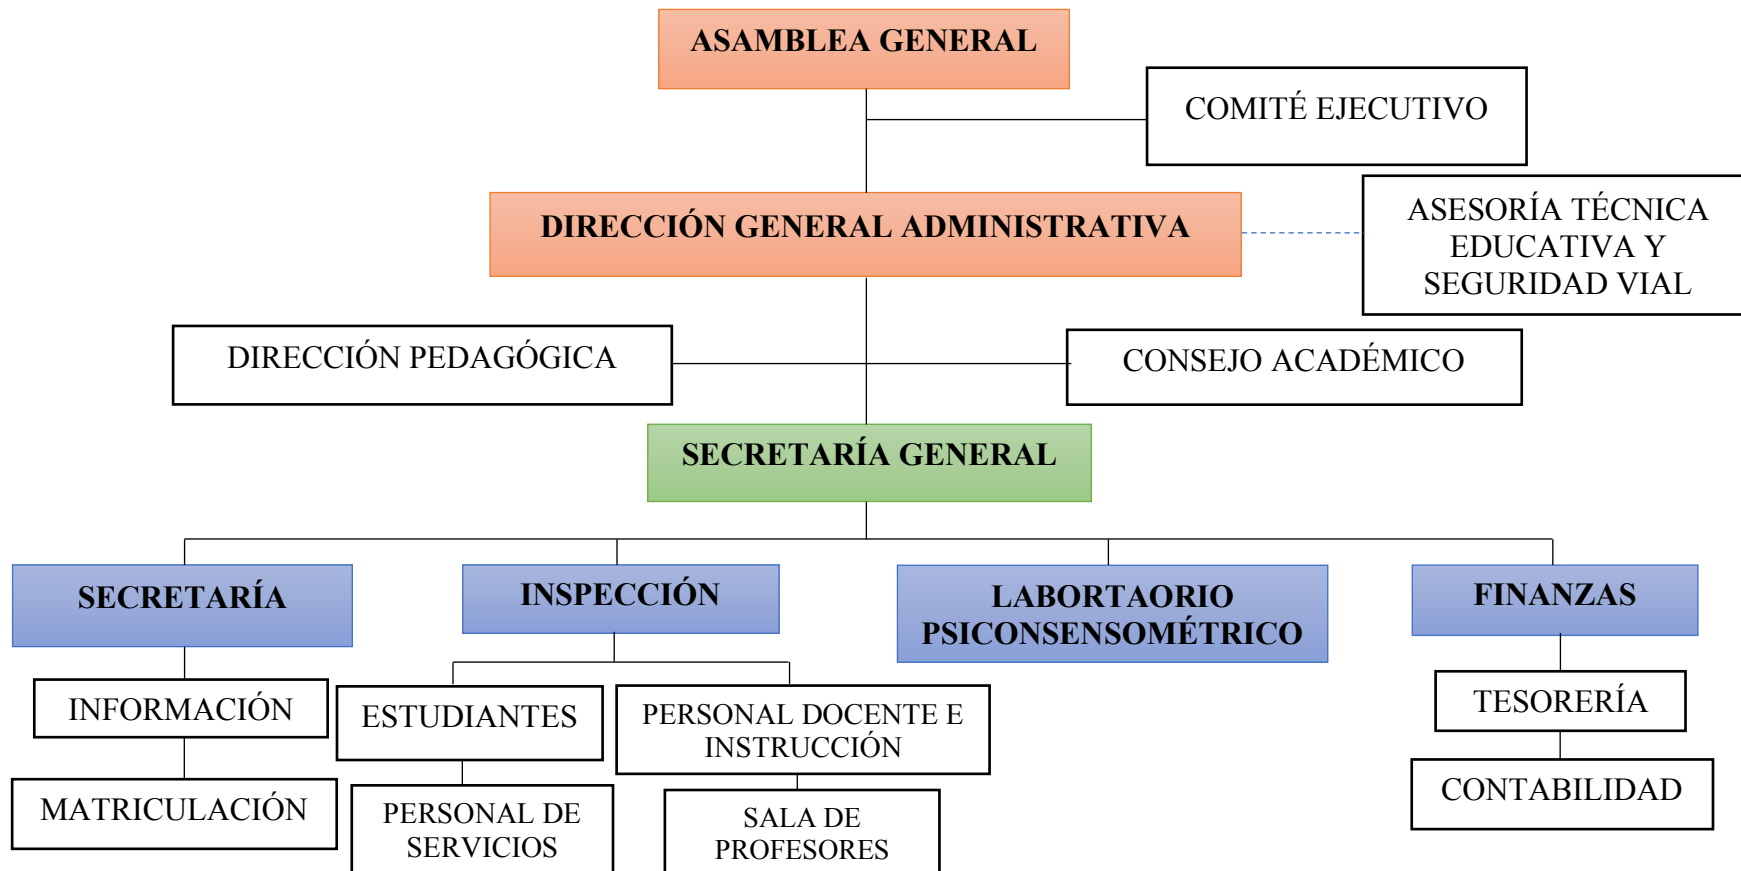 ASAMBLEA GENERAL
COMITÉ EJECUTIVO
DIRECCIÓN GENERAL ADMINISTRATIVA
ASESORÍA TÉCNICA
EDUCATIVA Y
SEGURIDAD VIAL
DIRECCIÓN PEDAGÓGICA
CONSEJO ACADÉMICO
SECRETARÍA GENERAL
SECRETARÍA
INSPECCIÓN
LABORTAORIO
PSICONSENSOMÉTRICO
FINANZAS
INFORMACIÓN
ESTUDIANTES
PERSONAL DOCENTE E
INSTRUCCIÓN
TESORERÍA
MATRICULACIÓN
PERSONAL DE
SERVICIOS
SALA DE
PROFESORES
CONTABILIDAD